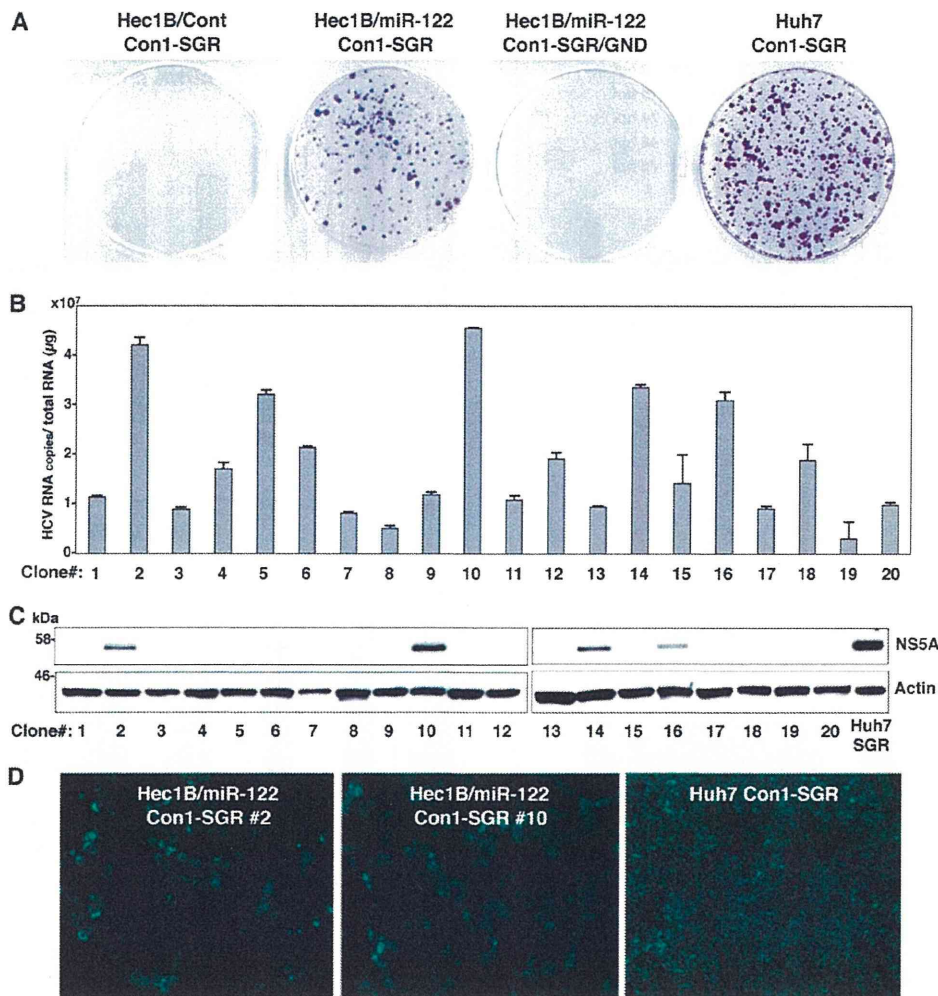 A
Hec1B/Cont
Con1-SGR
Hec1B/miR-122
Con1-SGR
Hec1B/miR-122
Con1-SGR/GND
Huh7
Con1-SGR
B
x10⁷
HCV RNA copies/ total RNA (µg)
4
3
2
1
0
Clone#: 1 2 3 4 5 6 7 8 9 10 11 12 13 14 15 16 17 18 19 20
C
kDa
58
NS5A
46
Actin
Clone#: 1 2 3 4 5 6 7 8 9 10 11 12 13 14 15 16 17 18 19 20 Huh7
SGR
D
Hec1B/miR-122
Con1-SGR #2
Hec1B/miR-122
Con1-SGR #10
Huh7 Con1-SGR